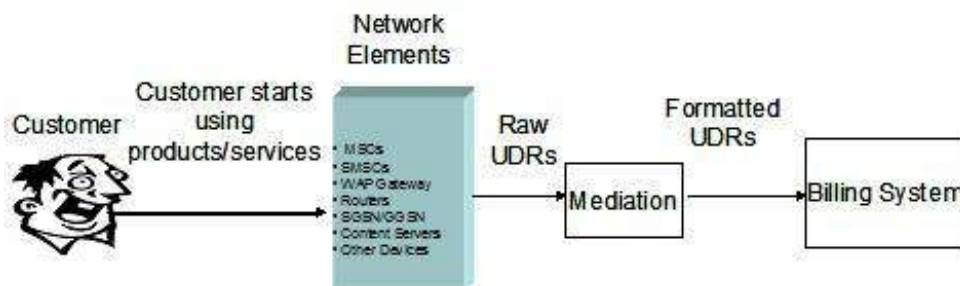 Network
Elements
Customer starts
using
products/services
Customer
• MSCs
• SMSCs
• WAP Gateway
• Routers
• SGSN/GGSN
• Content Servers
• Other Devices
Raw
UDRs
Mediation
Formatted
UDRs
Billing System